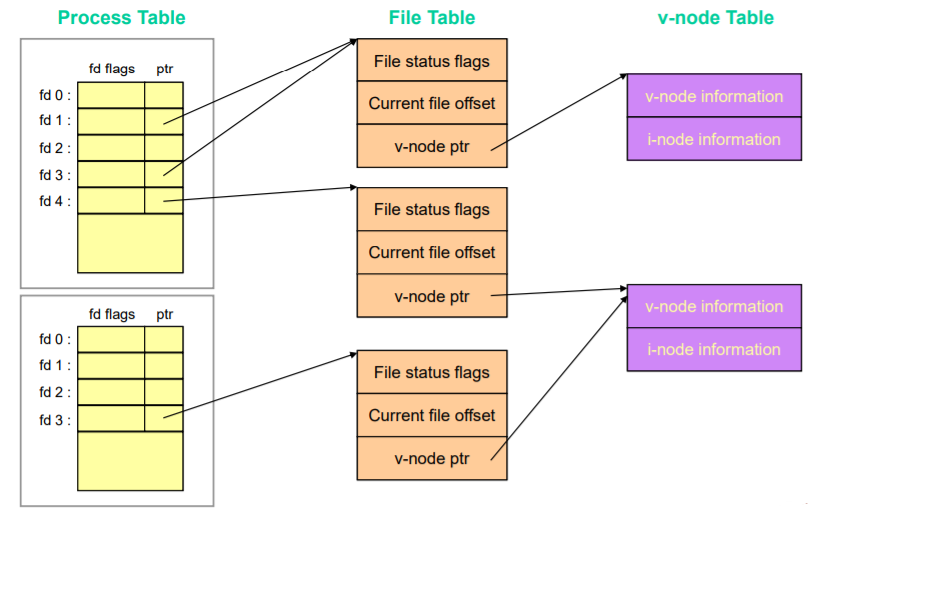 Process Table
File Table
v-node Table
fd flags ptr
fd 0 :
fd 1 :
fd 2 :
fd 3 :
fd 4 :
fd flags ptr
fd 0 :
fd 1 :
fd 2 :
fd 3 :
File status flags
Current file offset
v-node ptr
File status flags
Current file offset
v-node ptr
File status flags
Current file offset
v-node ptr
v-node information
i-node information
v-node information
i-node information